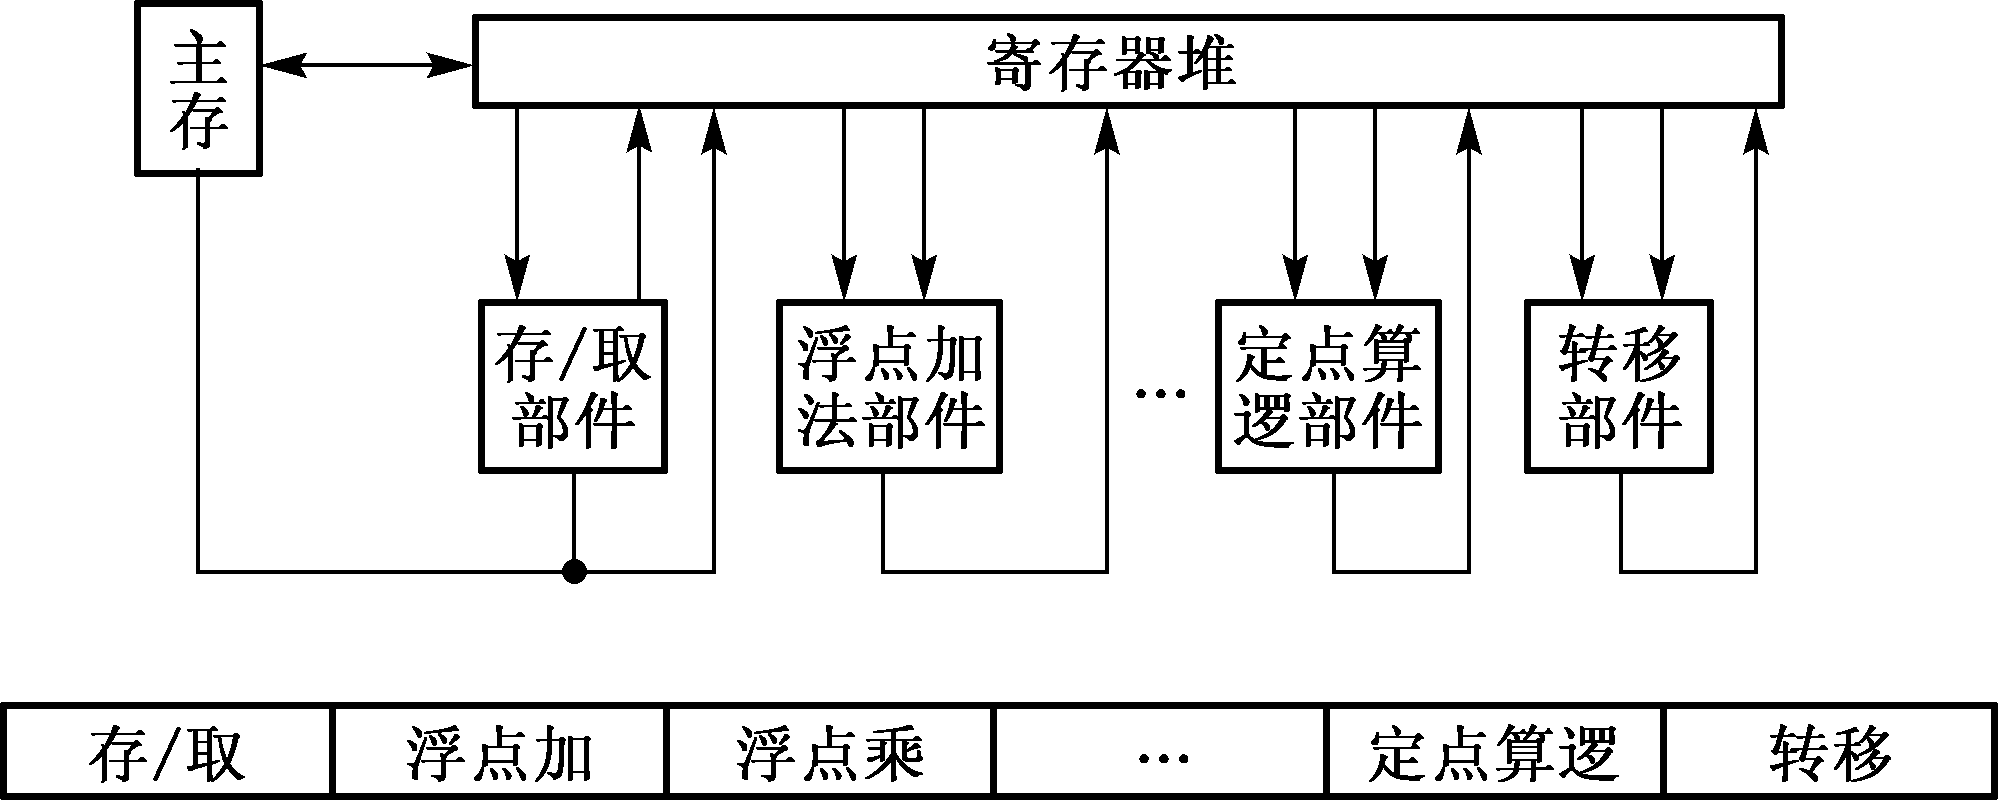 主
存
寄存器堆
存/取
部件
浮点加
法部件
…
定点算
逻部件
转移
部件
存/取
浮点加
浮点乘
…
定点算逻
转移